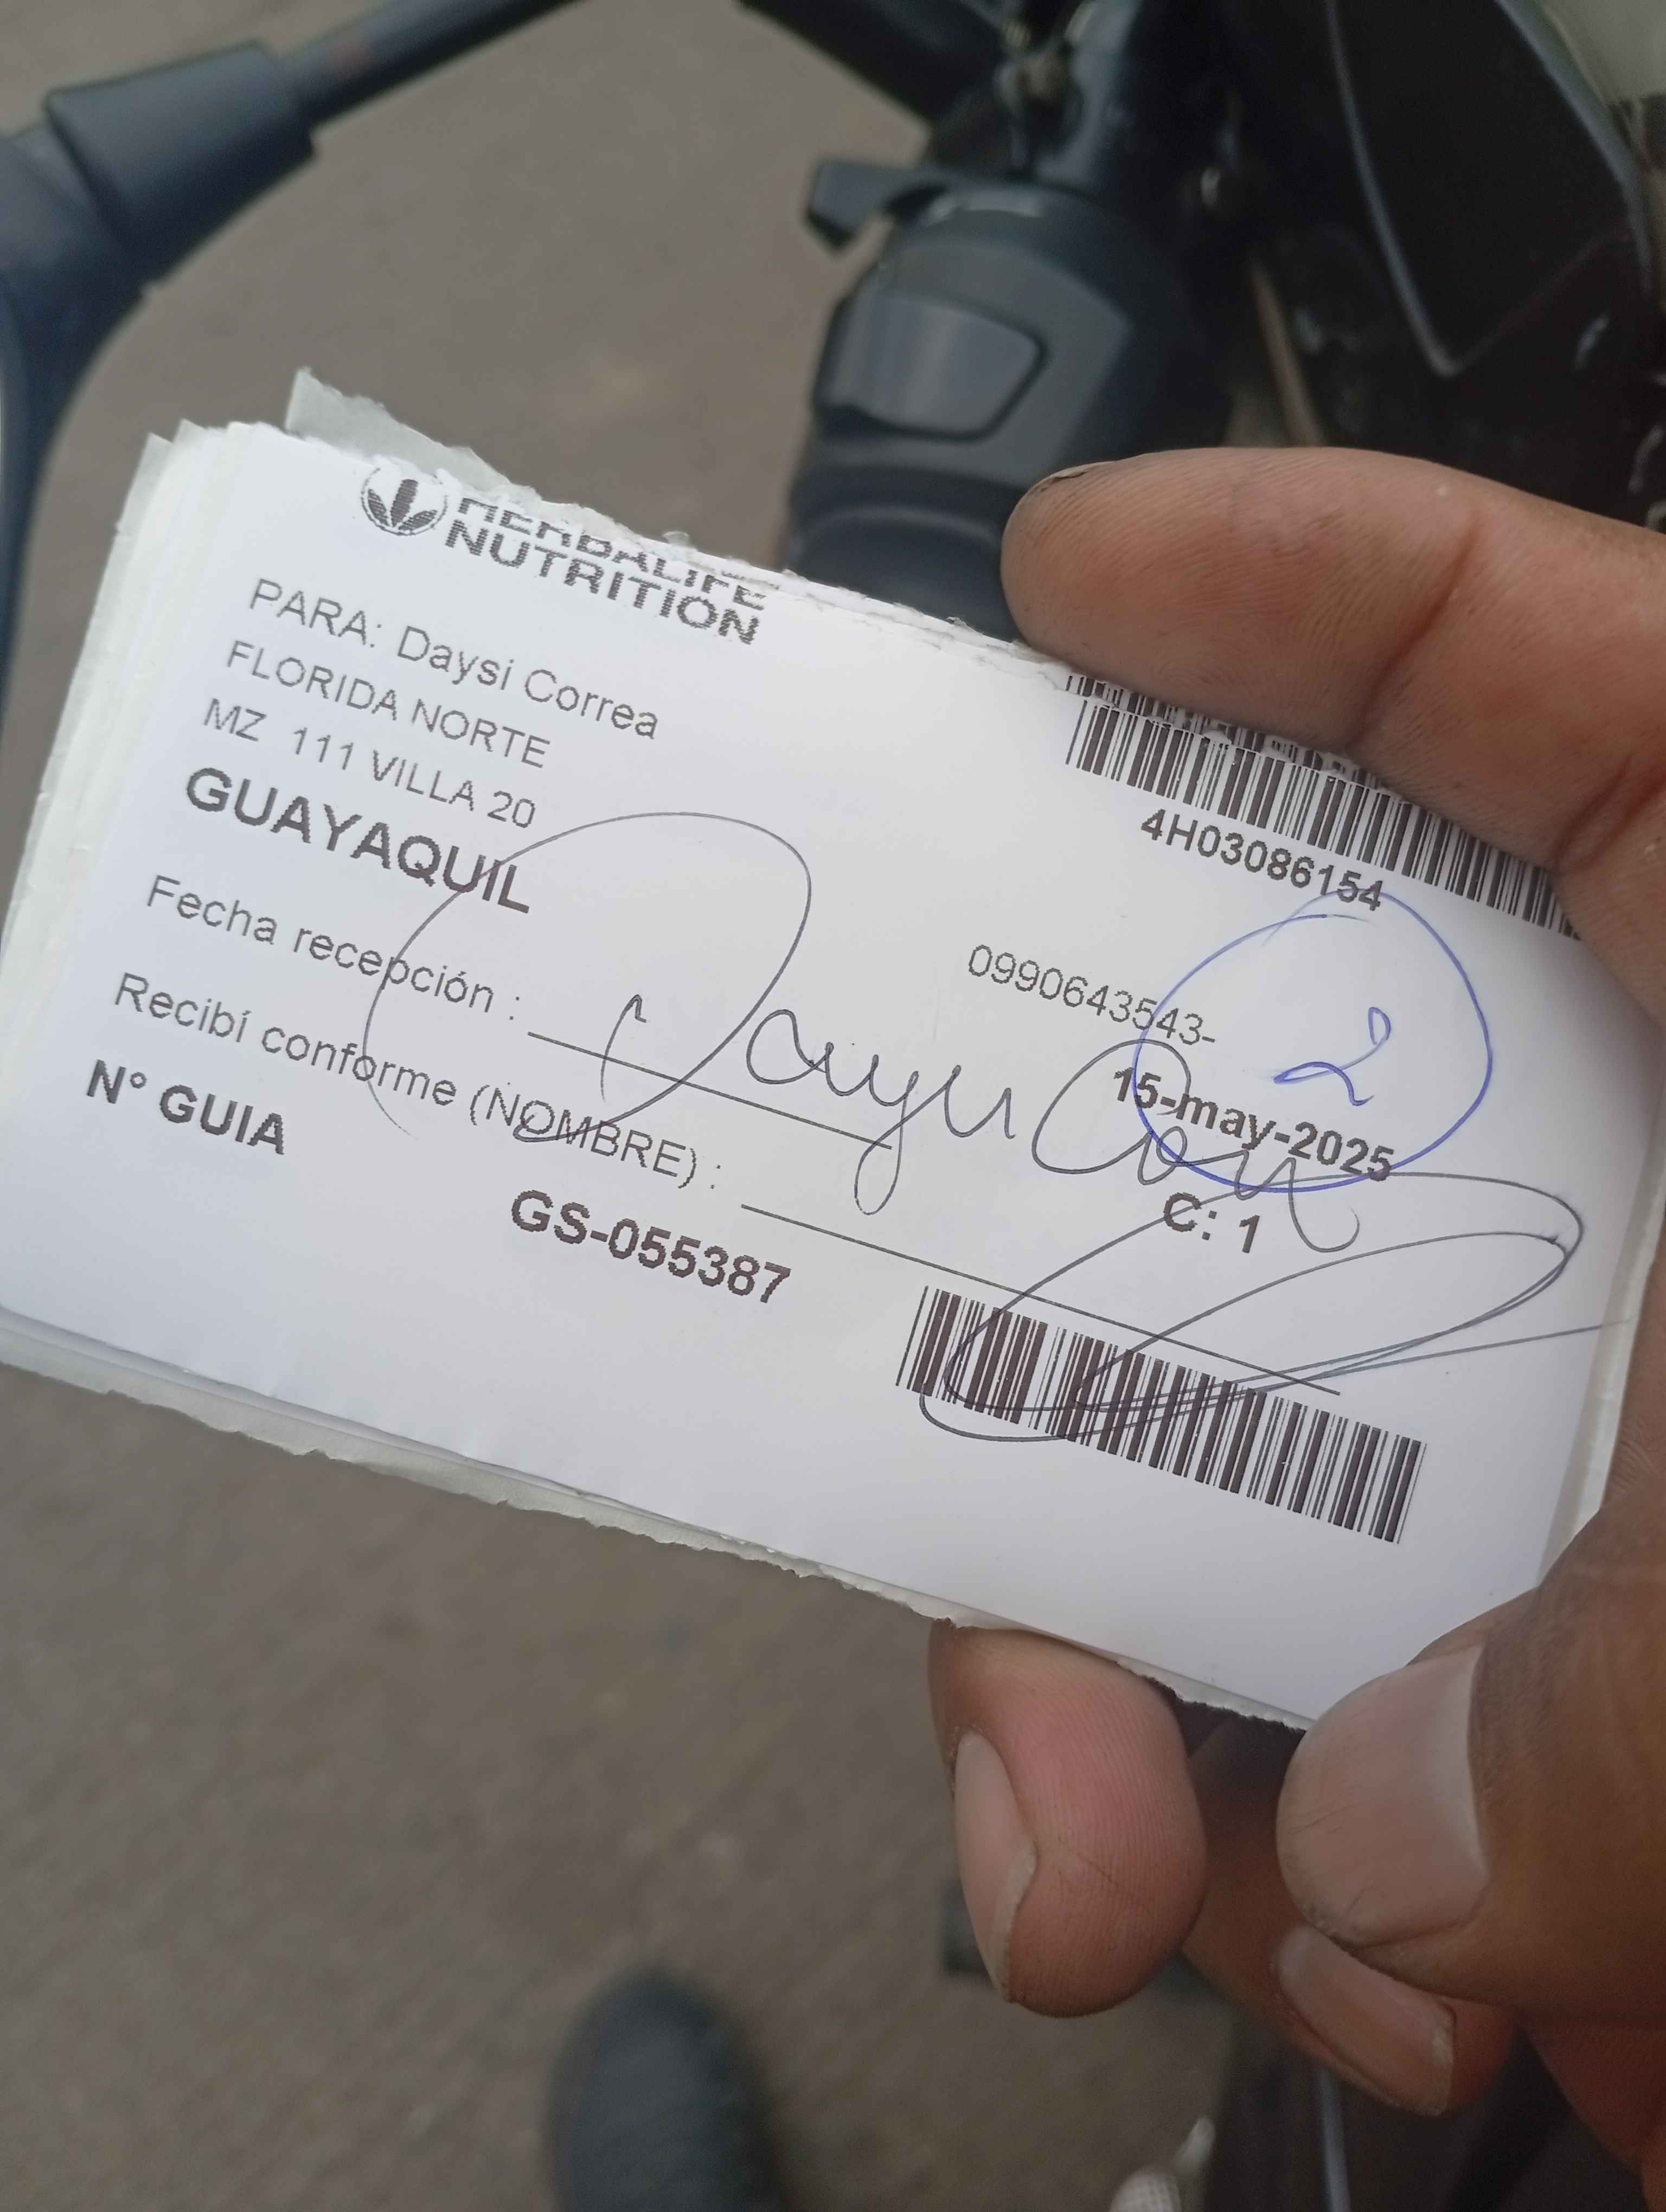 HERBALIFE
NUTRITION
PARA: Daysi Correa
FLORIDA NORTE
MZ 111 VILLA 20
GUAYAQUIL
4H03086154
0990643543-
2
15-may-2025
C: 1
Fecha recepción :
Recibí conforme (NOMBRE) :
N° GUIA
GS-055387